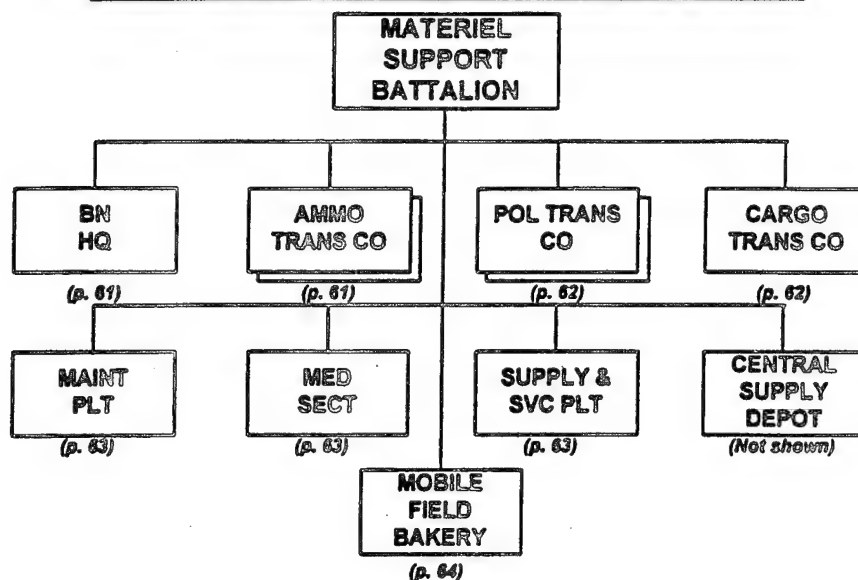 MATERIEL
SUPPORT
BATTALION
BN
HQ
(p. 61)
AMMO
TRANS CO
(p. 61)
POL TRANS
CO
(p. 62)
CARGO
TRANS CO
(p. 62)
MAINT
PLT
(p. 63)
MED
SECT
(p. 63)
SUPPLY &
SVC PLT
(p. 63)
CENTRAL
SUPPLY
DEPOT
(Not shown)
MOBILE
FIELD
BAKERY
(p. 64)